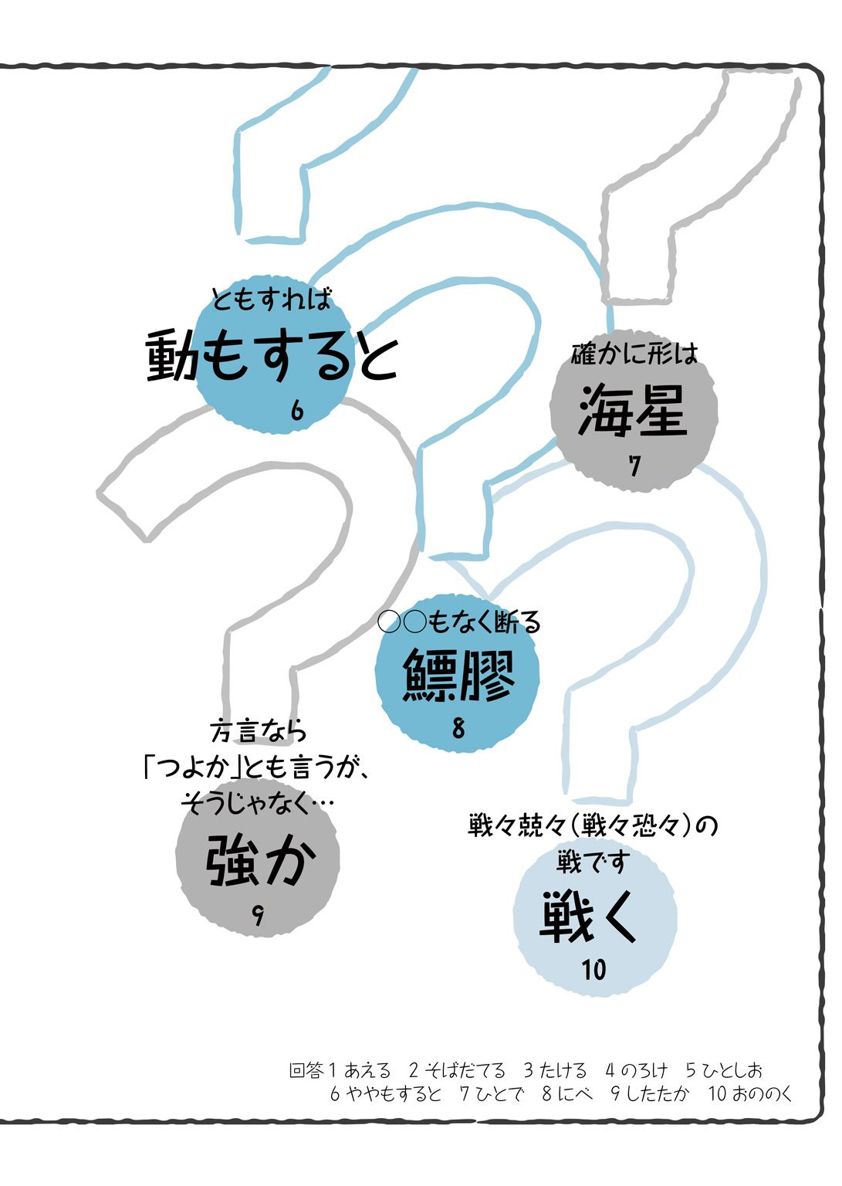 ともすれば
動もすると
6
確かに形は
海星
7
○○もなく断る
鰾膠
8
方言なら
「つよか」とも言うが、
そうじゃなく…
強か
9
戦々兢々(戦々恐々)の
戦です
戦く
10
回答 1 あえる 2 そばだてる 3 たける 4 のろけ 5 ひとしお
6 ややもすると 7 ひとで 8 にべ 9 したたか 10 おののく